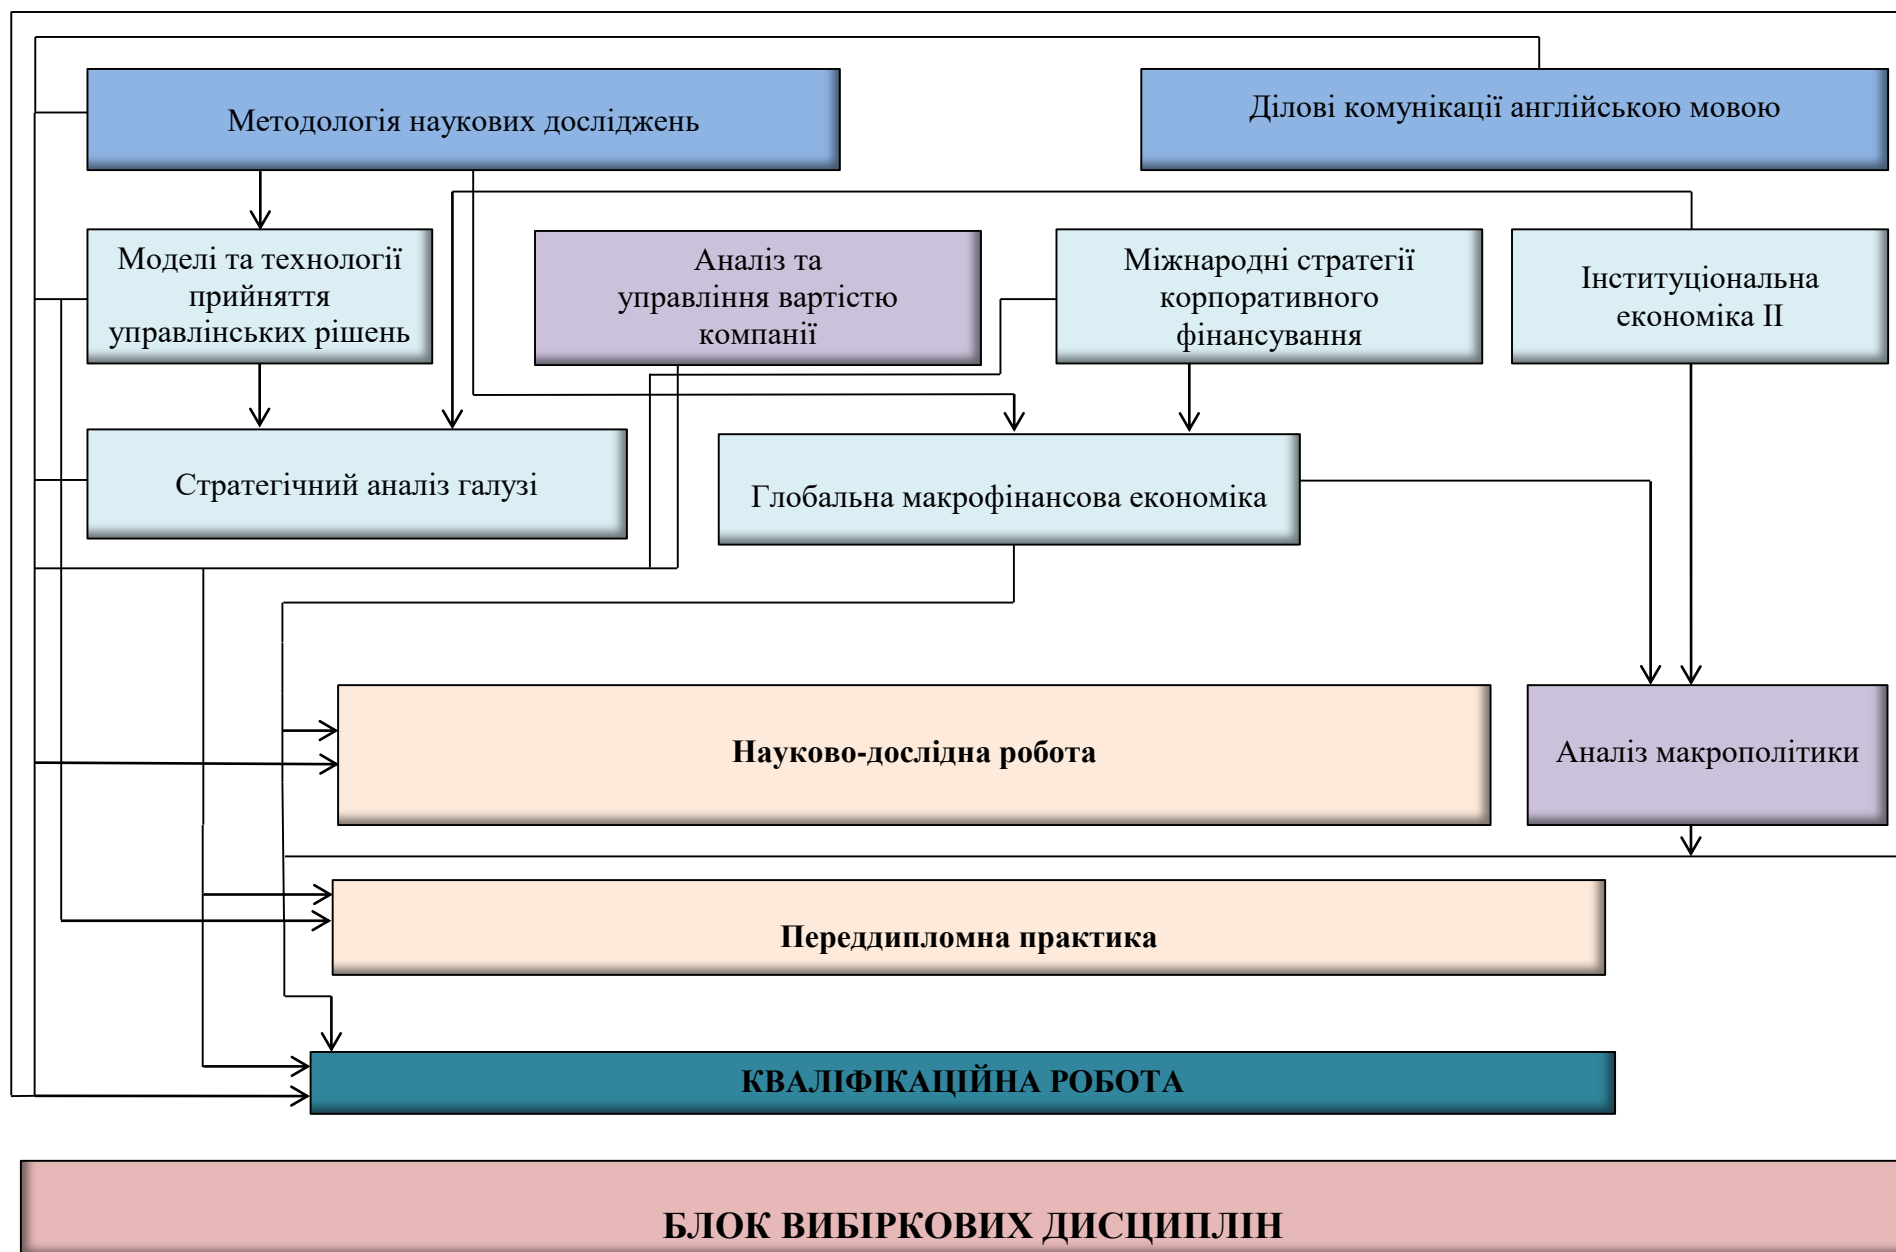 Методологія наукових досліджень
Ділові комунікації англійською мовою
Моделі та технології
прийняття
управлінських рішень
Аналіз та
управління вартістю
компанії
Міжнародні стратегії
корпоративного
фінансування
Інституціональна
економіка ІІ
Стратегічний аналіз галузі
Глобальна макрофінансова економіка
Науково-дослідна робота
Аналіз макрополітики
Переддипломна практика
КВАЛІФІКАЦІЙНА РОБОТА
БЛОК ВИБІРКОВИХ ДИСЦИПЛІН